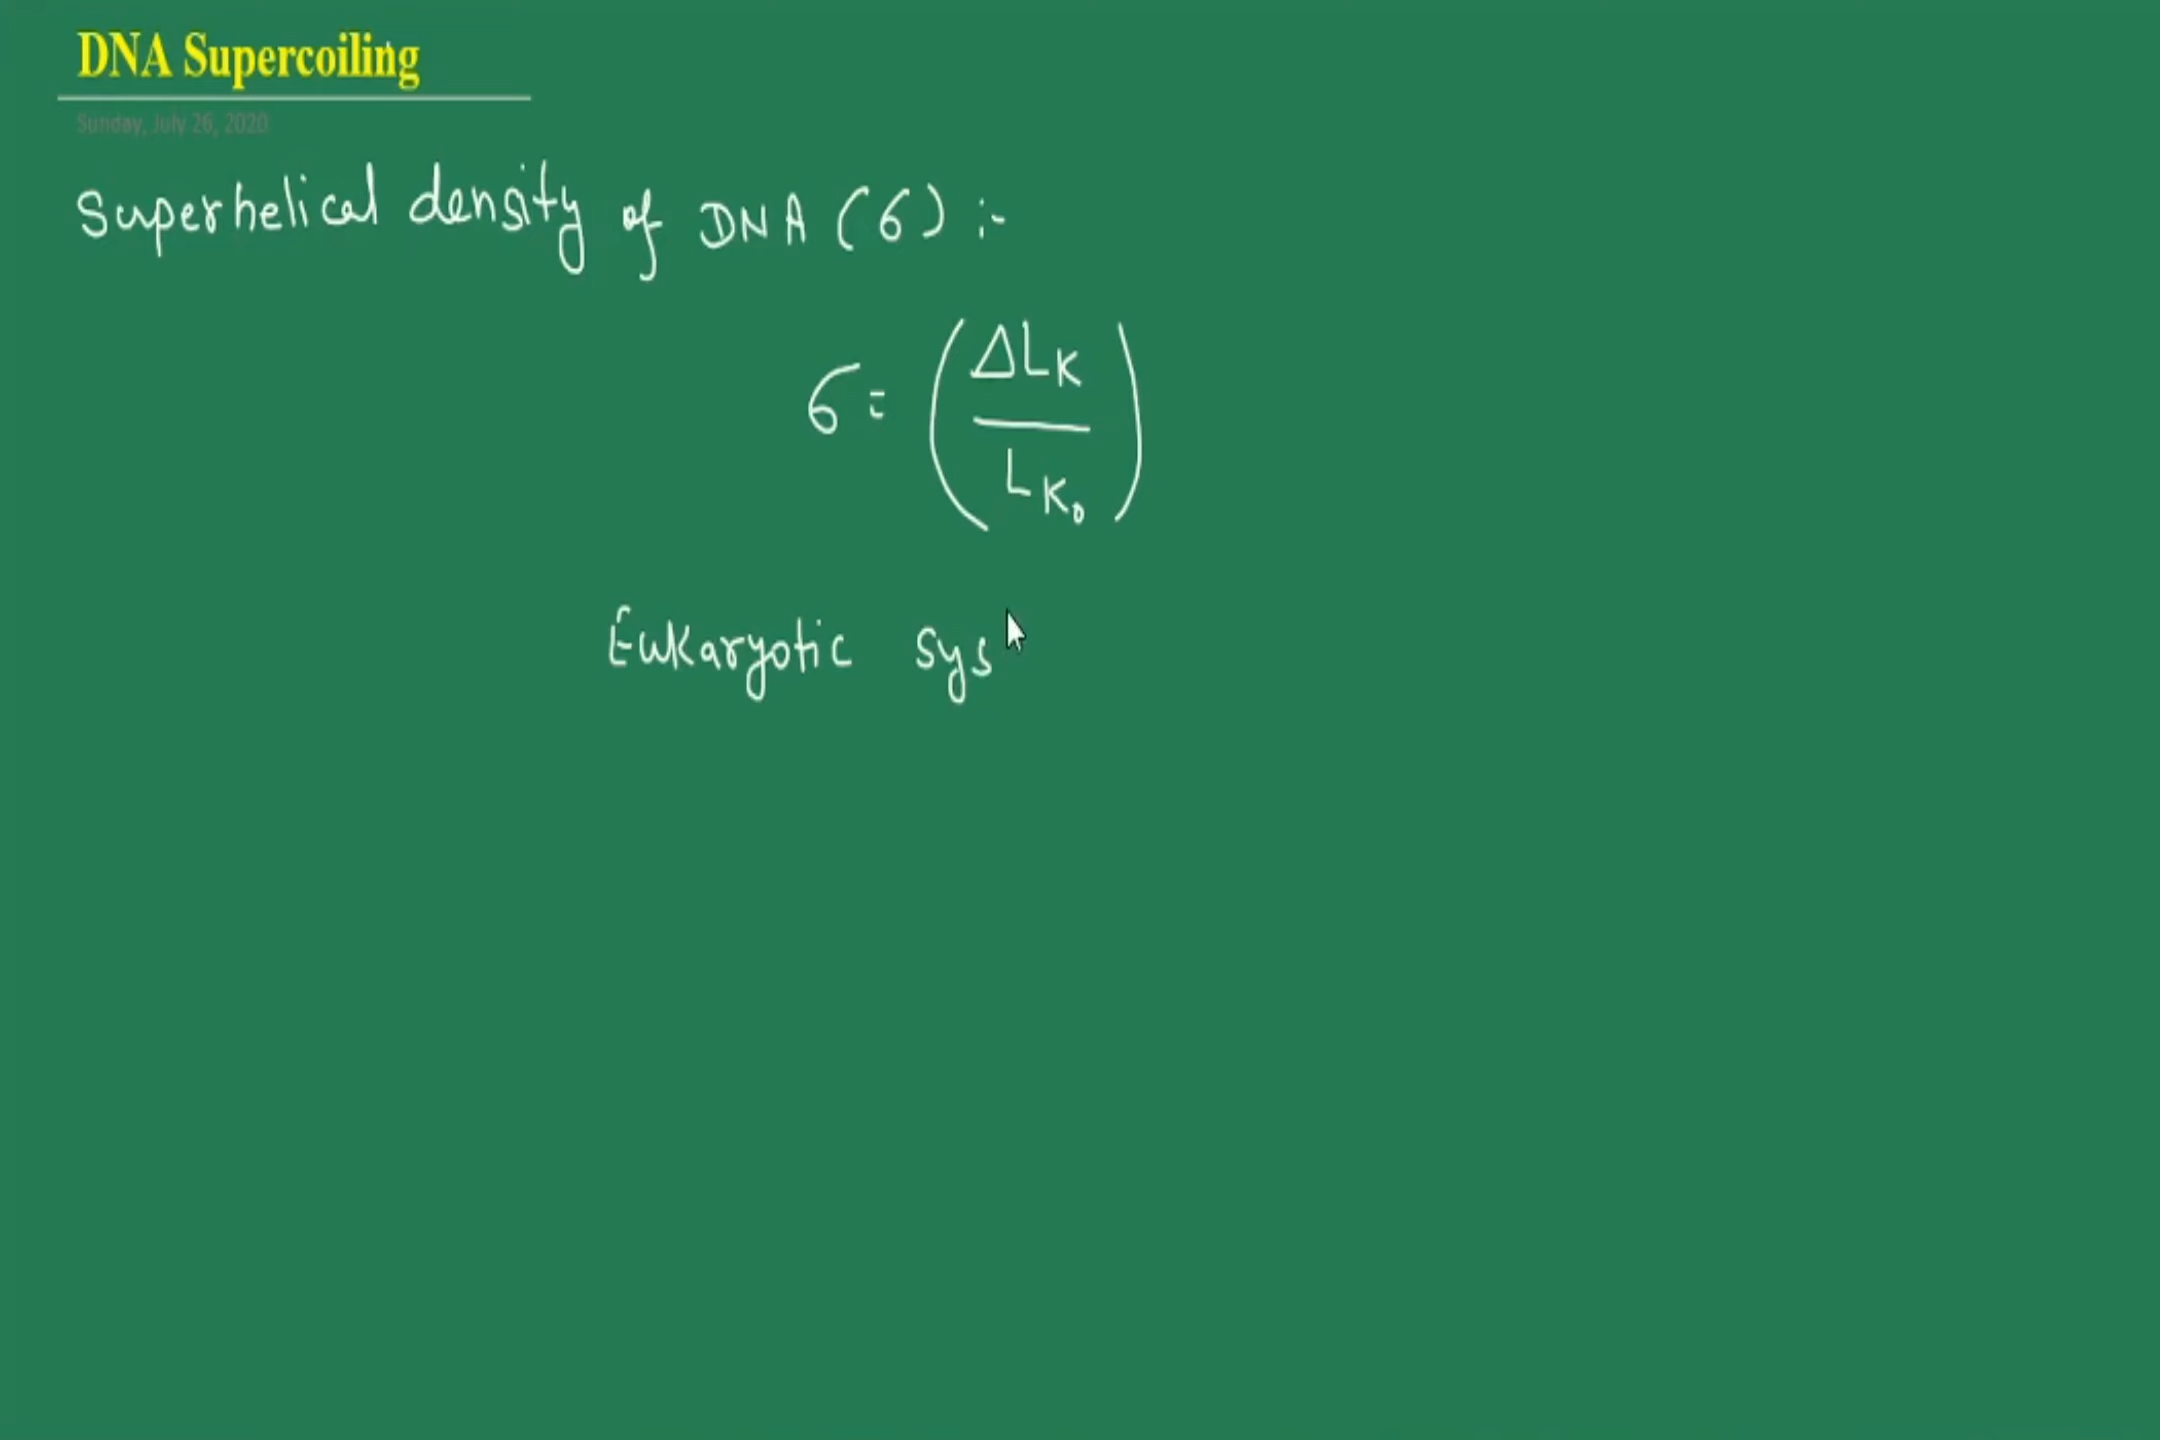 DNA Supercoiling
Sunday, July 26, 2020
Superhelical density of DNA (σ) :-
σ = (ΔLK / LK₀)
Eukaryotic sys